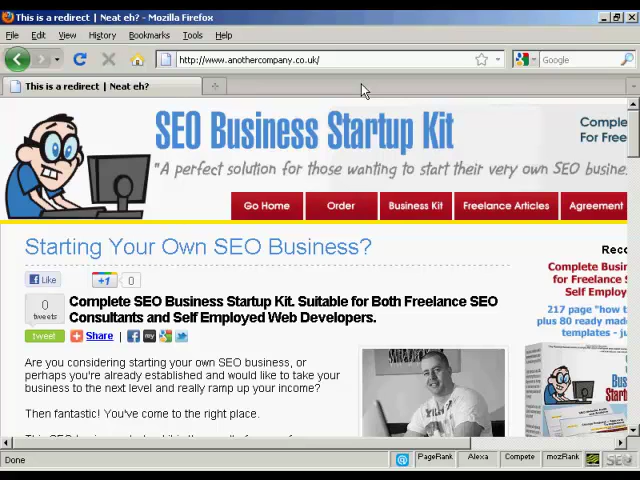 This is a redirect | Neat eh? - Mozilla Firefox
File Edit View History Bookmarks Tools Help
http://www.anothercompany.co.uk/
Google
This is a redirect | Neat eh?
SEO Business Startup Kit
Comple
For Free
"A perfect solution for those wanting to start their very own SEO busine
Go Home Order Business Kit Freelance Articles Agreement
Starting Your Own SEO Business?
Like +1 0
0
tweets
tweet
Complete SEO Business Startup Kit. Suitable for Both Freelance SEO
Consultants and Self Employed Web Developers.
Share |
Are you considering starting your own SEO business, or
perhaps you're already established and would like to take your
business to the next level and really ramp up your income?
Then fantastic! You've come to the right place.
Reco
Complete Busin
for Freelance
Self Employ
217 page "how t
plus 80 ready mad
templates - ju
Done
PageRank Alexa Compete mozRank SEO